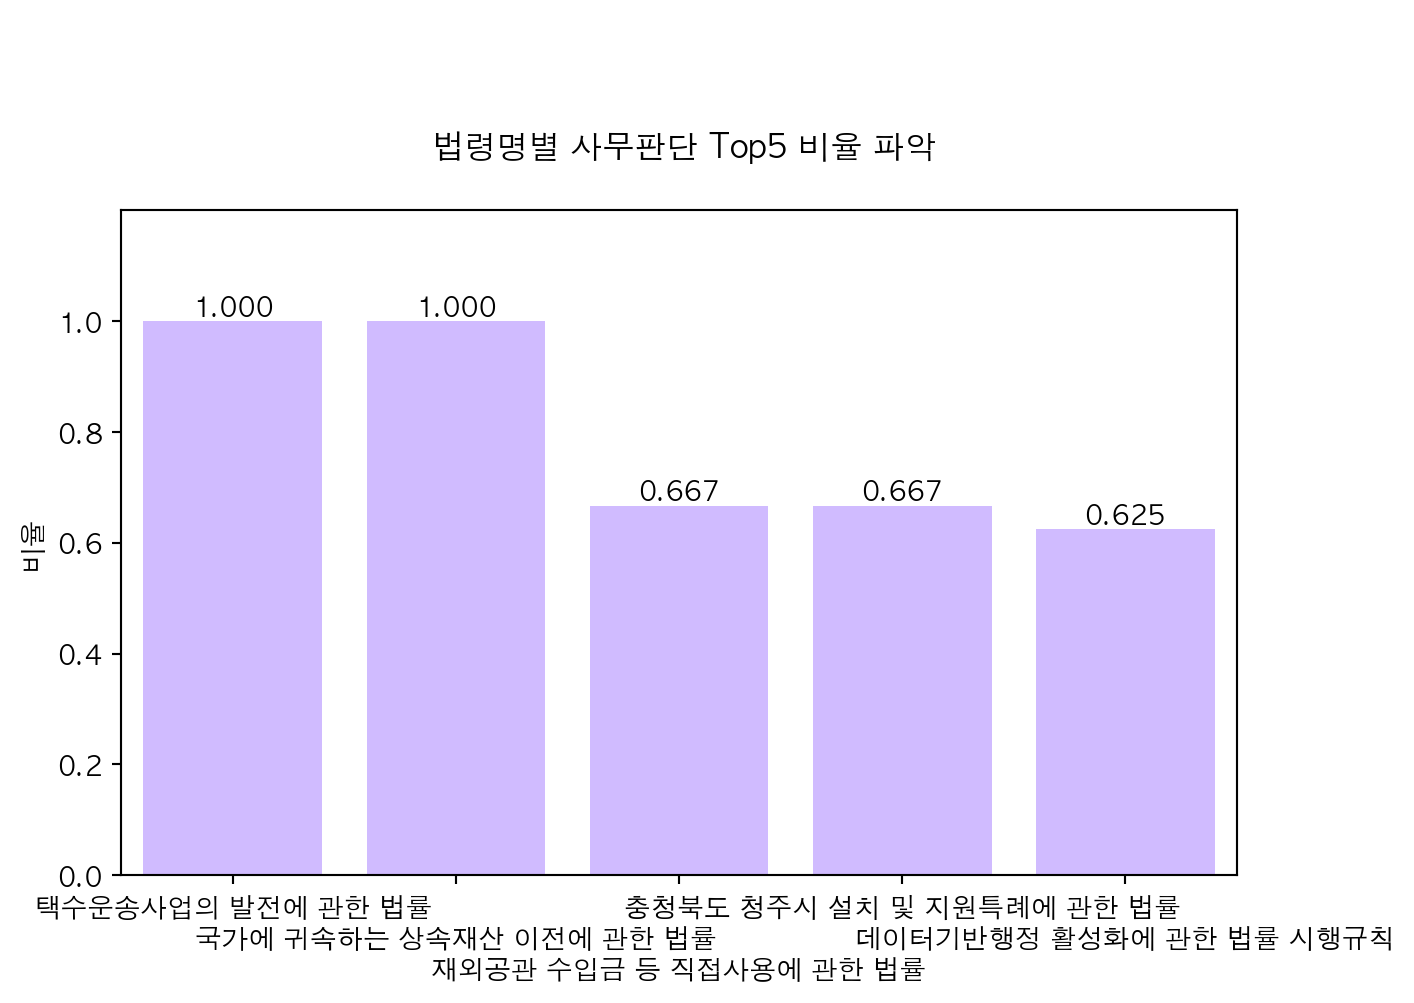 법령명별 사무판단 Top5 비율 파악
1.000
1.000
0.667
0.667
0.625
비율
1.0
0.8
0.6
0.4
0.2
0.0
택수운송사업의 발전에 관한 법률
국가에 귀속하는 상속재산 이전에 관한 법률
재외공관 수입금 등 직접사용에 관한 법률
충청북도 청주시 설치 및 지원특례에 관한 법률
데이터기반행정 활성화에 관한 법률 시행규칙